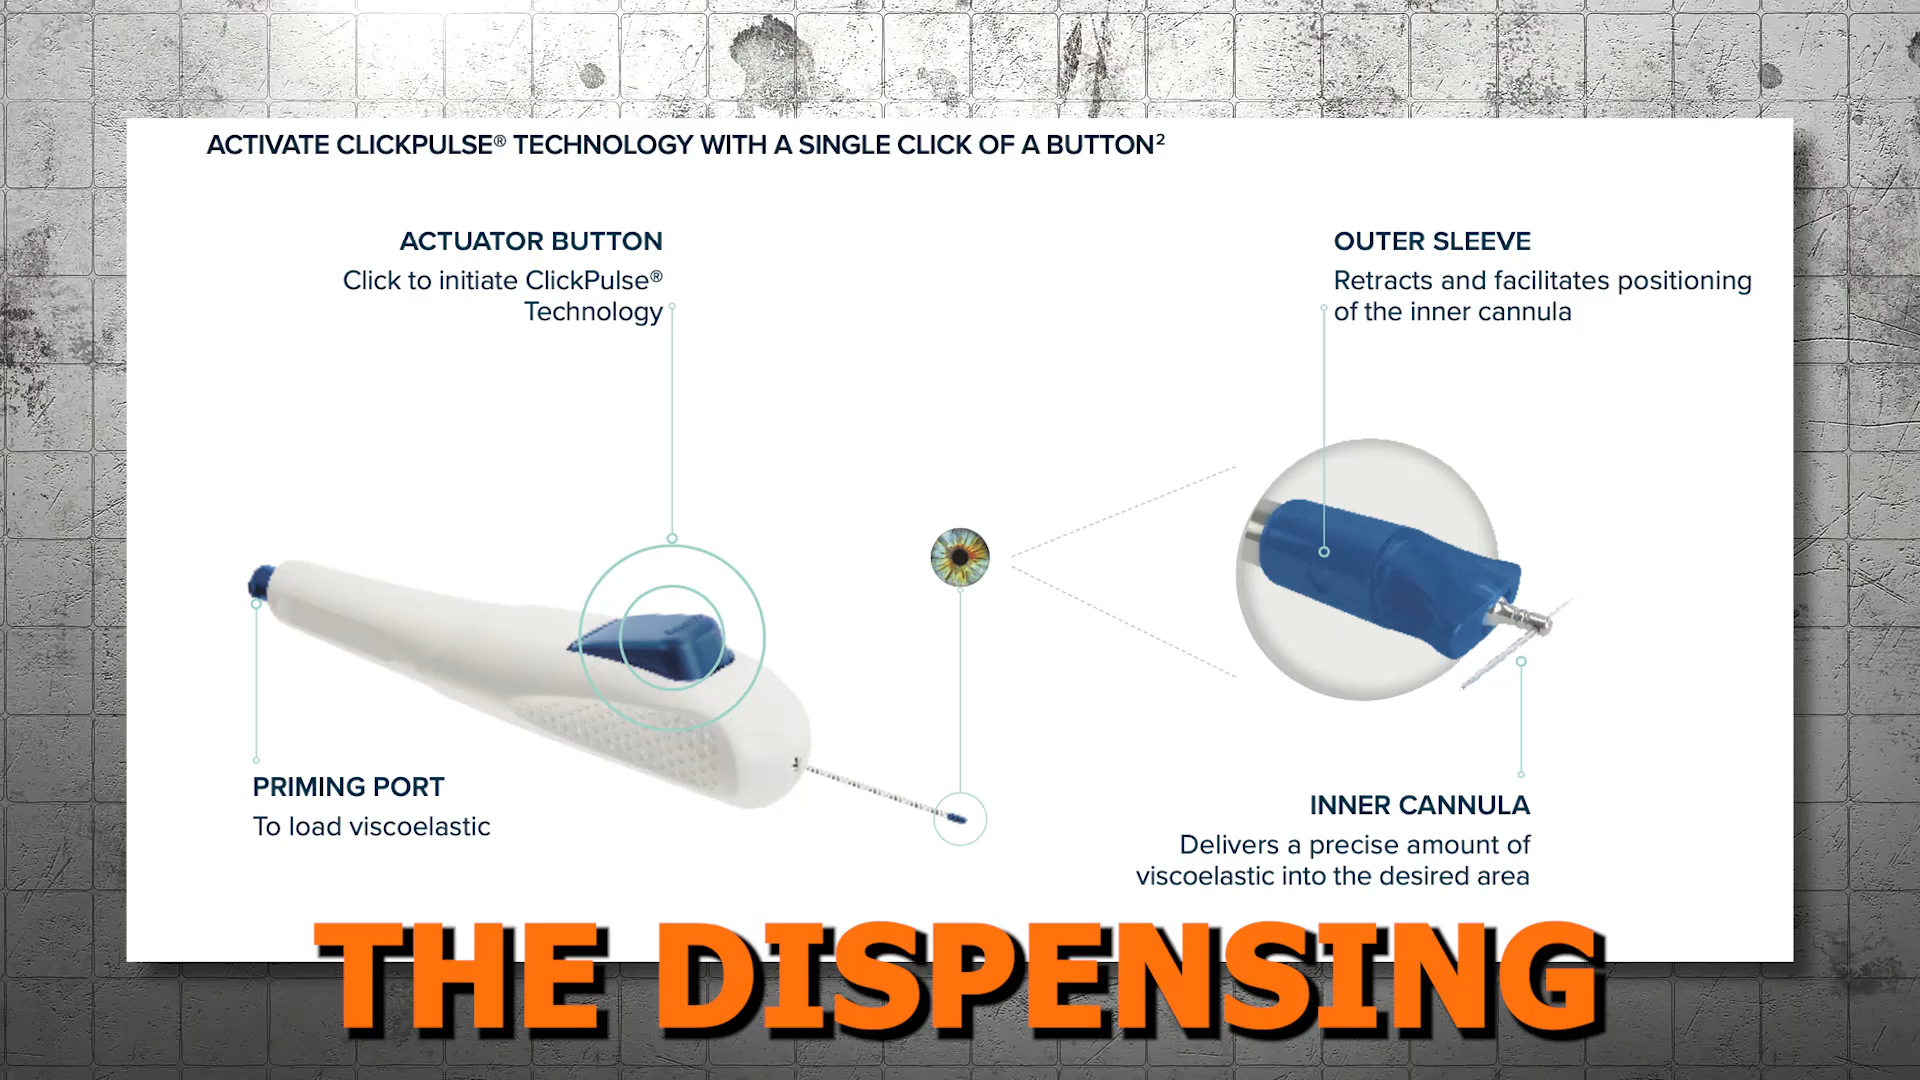 ACTIVATE CLICKPULSE® TECHNOLOGY WITH A SINGLE CLICK OF A BUTTON²
ACTUATOR BUTTON
Click to initiate ClickPulse®
Technology
OUTER SLEEVE
Retracts and facilitates positioning
of the inner cannula
PRIMING PORT
To load viscoelastic
INNER CANNULA
Delivers a precise amount of
viscoelastic into the desired area
THE DISPENSING